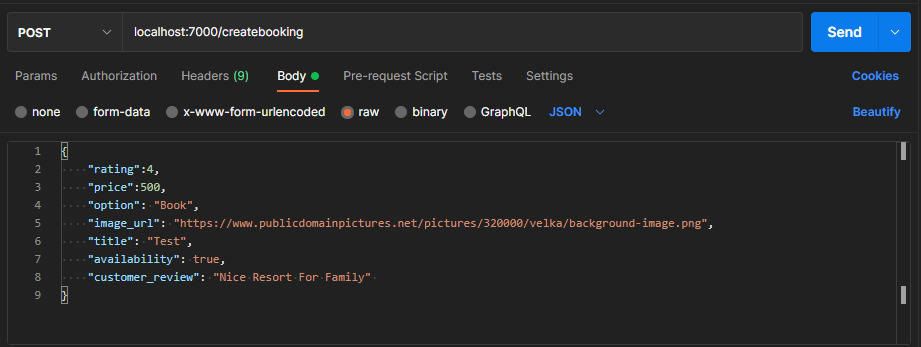 POST localhost:7000/createbooking Send
Params Authorization Headers (9) Body Pre-request Script Tests Settings Cookies
none form-data x-www-form-urlencoded raw binary GraphQL JSON Beautify
1 {
2 "rating":4,
3 "price":500,
4 "option": "Book",
5 "image_url": "https://www.publicdomainpictures.net/pictures/320000/velka/background-image.png",
6 "title": "Test",
7 "availability": true,
8 "customer_review": "Nice Resort For Family"
9 }